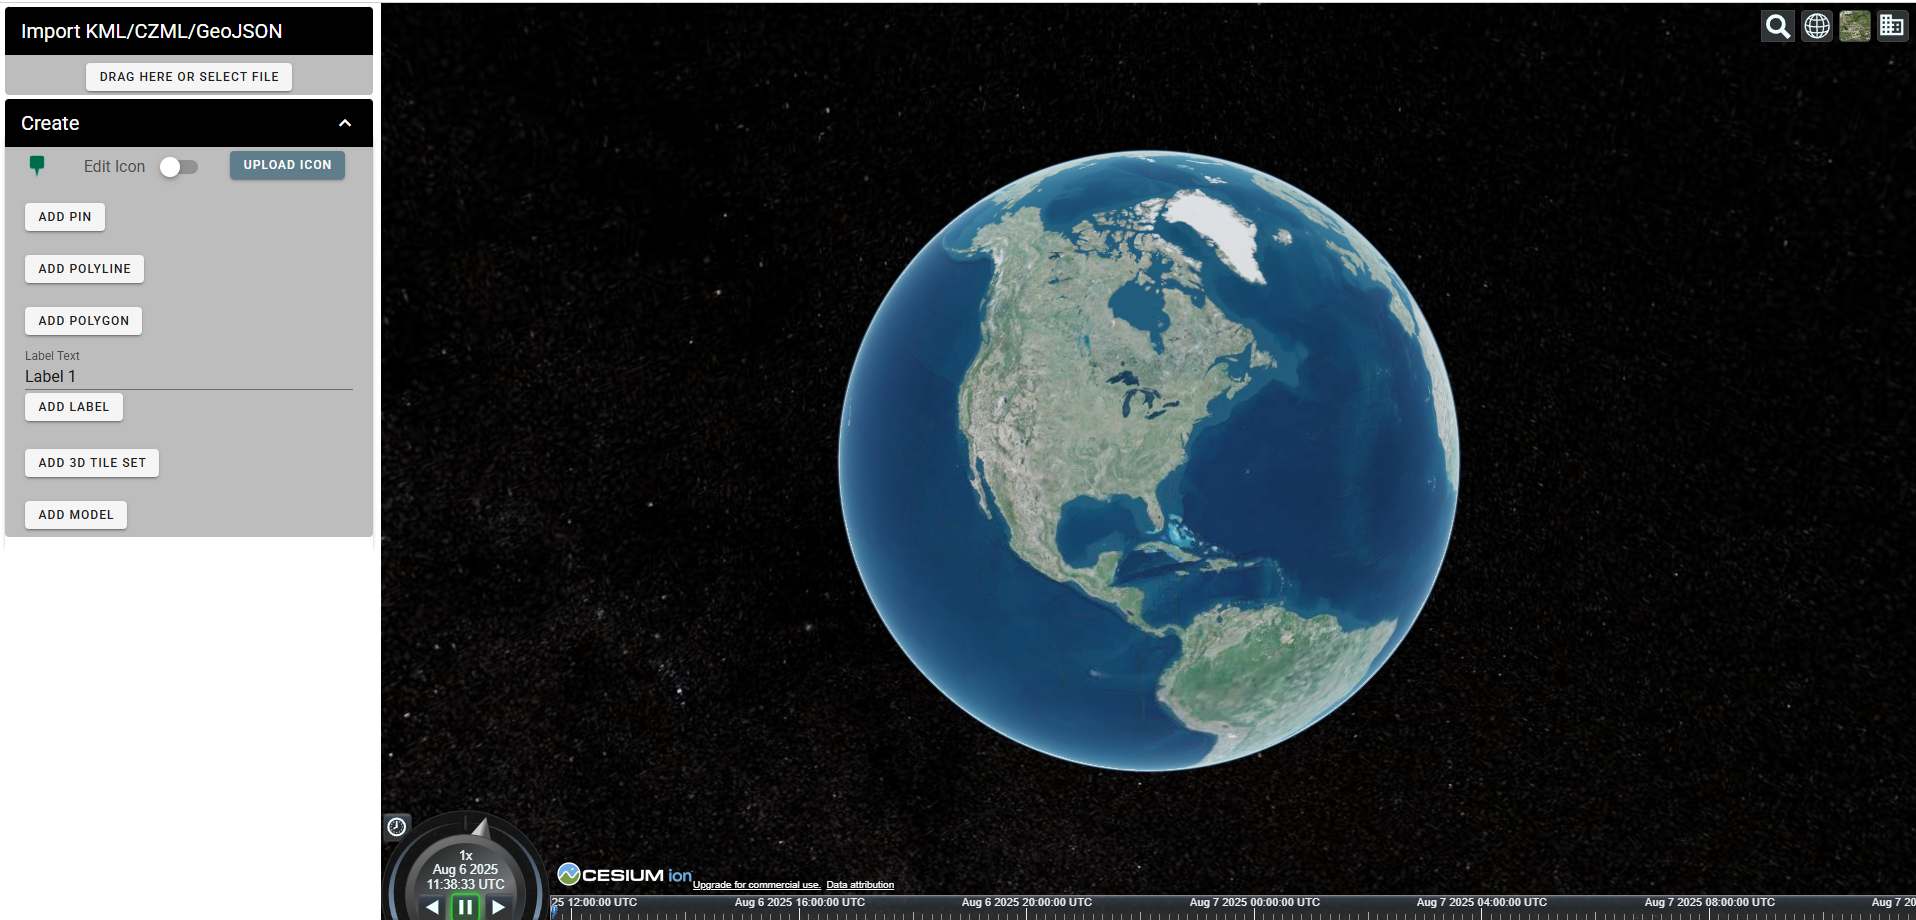 Import KML/CZML/GeoJSON
DRAG HERE OR SELECT FILE
Create
Edit Icon
UPLOAD ICON
ADD PIN
ADD POLYLINE
ADD POLYGON
Label Text
Label 1
ADD LABEL
ADD 3D TILE SET
ADD MODEL
1x
Aug 6 2025
11:38:33 UTC
CESIUM ion
Upgrade for commercial use. Data attribution
25 12:00:00 UTC
Aug 6 2025 16:00:00 UTC
Aug 6 2025 20:00:00 UTC
Aug 7 2025 00:00:00 UTC
Aug 7 2025 04:00:00 UTC
Aug 7 2025 08:00:00 UTC
Aug 7 20